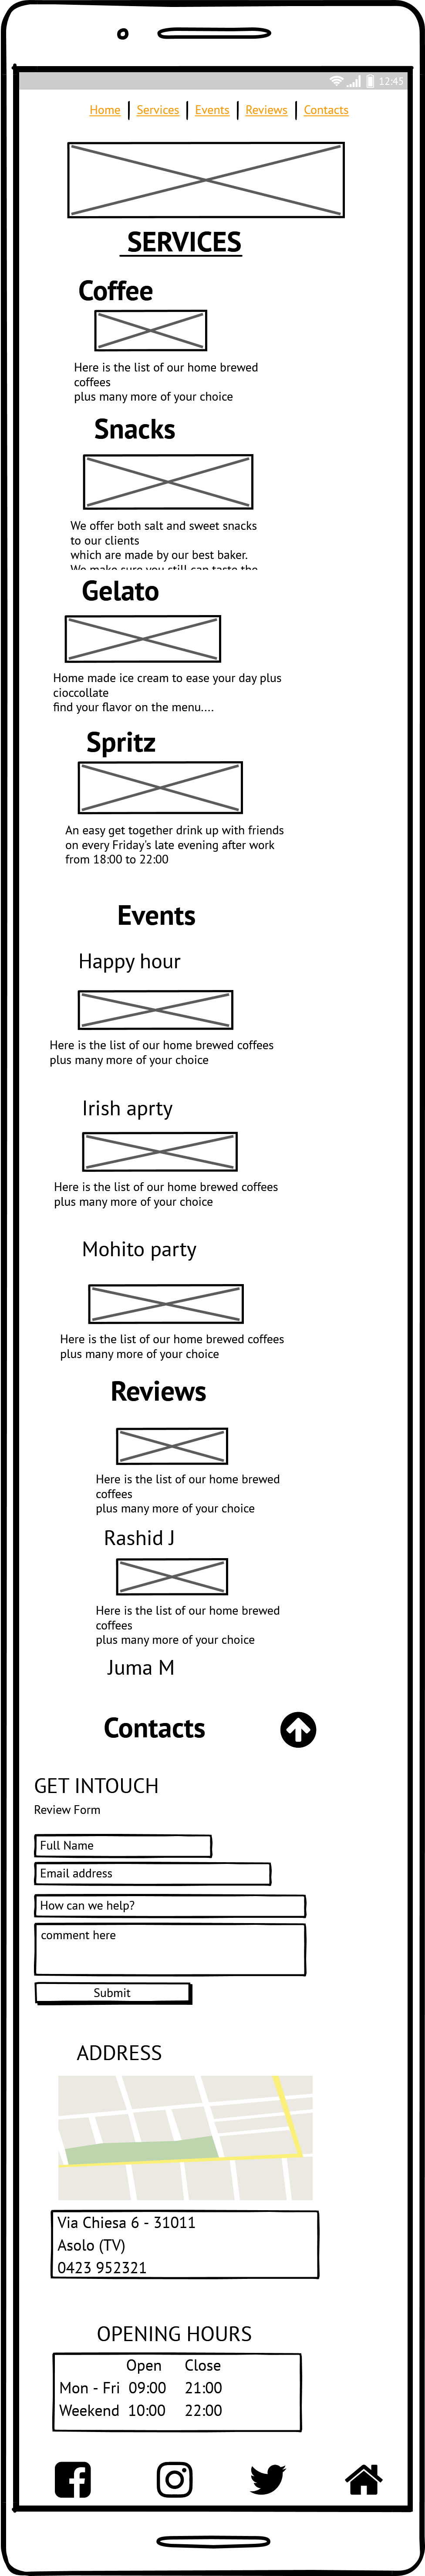 12:45
Home Services Events Reviews Contacts
SERVICES
Coffee
Here is the list of our home brewed
coffees
plus many more of your choice
Snacks
We offer both salt and sweet snacks
to our clients
which are made by our best baker.
We make sure you still can taste the
Gelato
Home made ice cream to ease your day plus
cioccollate
find your flavor on the menu....
Spritz
An easy get together drink up with friends
on every Friday's late evening after work
from 18:00 to 22:00
Events
Happy hour
Here is the list of our home brewed coffees
plus many more of your choice
Irish aprty
Here is the list of our home brewed coffees
plus many more of your choice
Mohito party
Here is the list of our home brewed coffees
plus many more of your choice
Reviews
Here is the list of our home brewed
coffees
plus many more of your choice
Rashid J
Here is the list of our home brewed
coffees
plus many more of your choice
Juma M
Contacts
GET INTOUCH
Review Form
Full Name
Email address
How can we help?
comment here
Submit
ADDRESS
Via Chiesa 6 - 31011
Asolo (TV)
0423 952321
OPENING HOURS
Open Close
Mon - Fri 09:00 21:00
Weekend 10:00 22:00